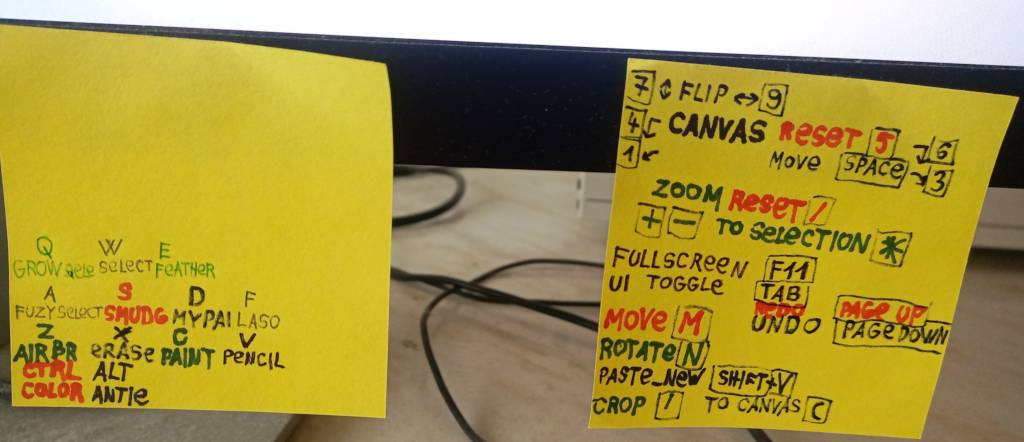 Q W E
GROW sele select FeATHER
A S D F
FUZYSELECT SMUDG MYPAI LASO
Z X C V
AIRBR eRASe PAINT PeNCIL
CTRL ALT
COLOR ANTIe
7 ↕ FLIP ↔ 9
4 CANVAS RESET 5 6
1 MOVE SPACe 3
ZOOM ReSeT /
+ - TO SeLeCTION *
FULLSCREEN F11
UI TOGGLE TAB
REDO PAGE UP
MOVe M UNDO PAGE DOWN
ROTATe N
PASTE_NeW SHIFT+V
CROP / TO CANVAS C